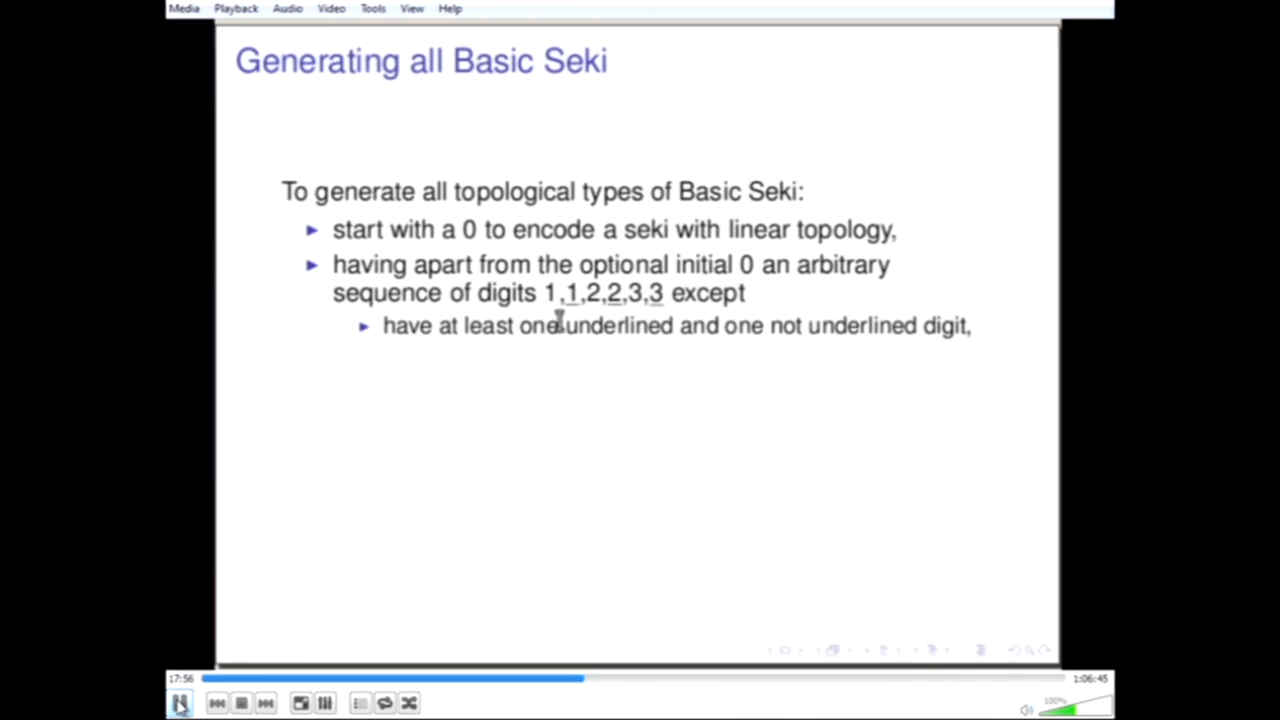 Media Playback Audio Video Tools View Help
Generating all Basic Seki
To generate all topological types of Basic Seki:
start with a 0 to encode a seki with linear topology,
having apart from the optional initial 0 an arbitrary
sequence of digits 1,1,2,2,3,3 except
have at least one underlined and one not underlined digit,
17:56 1:06:45
100%